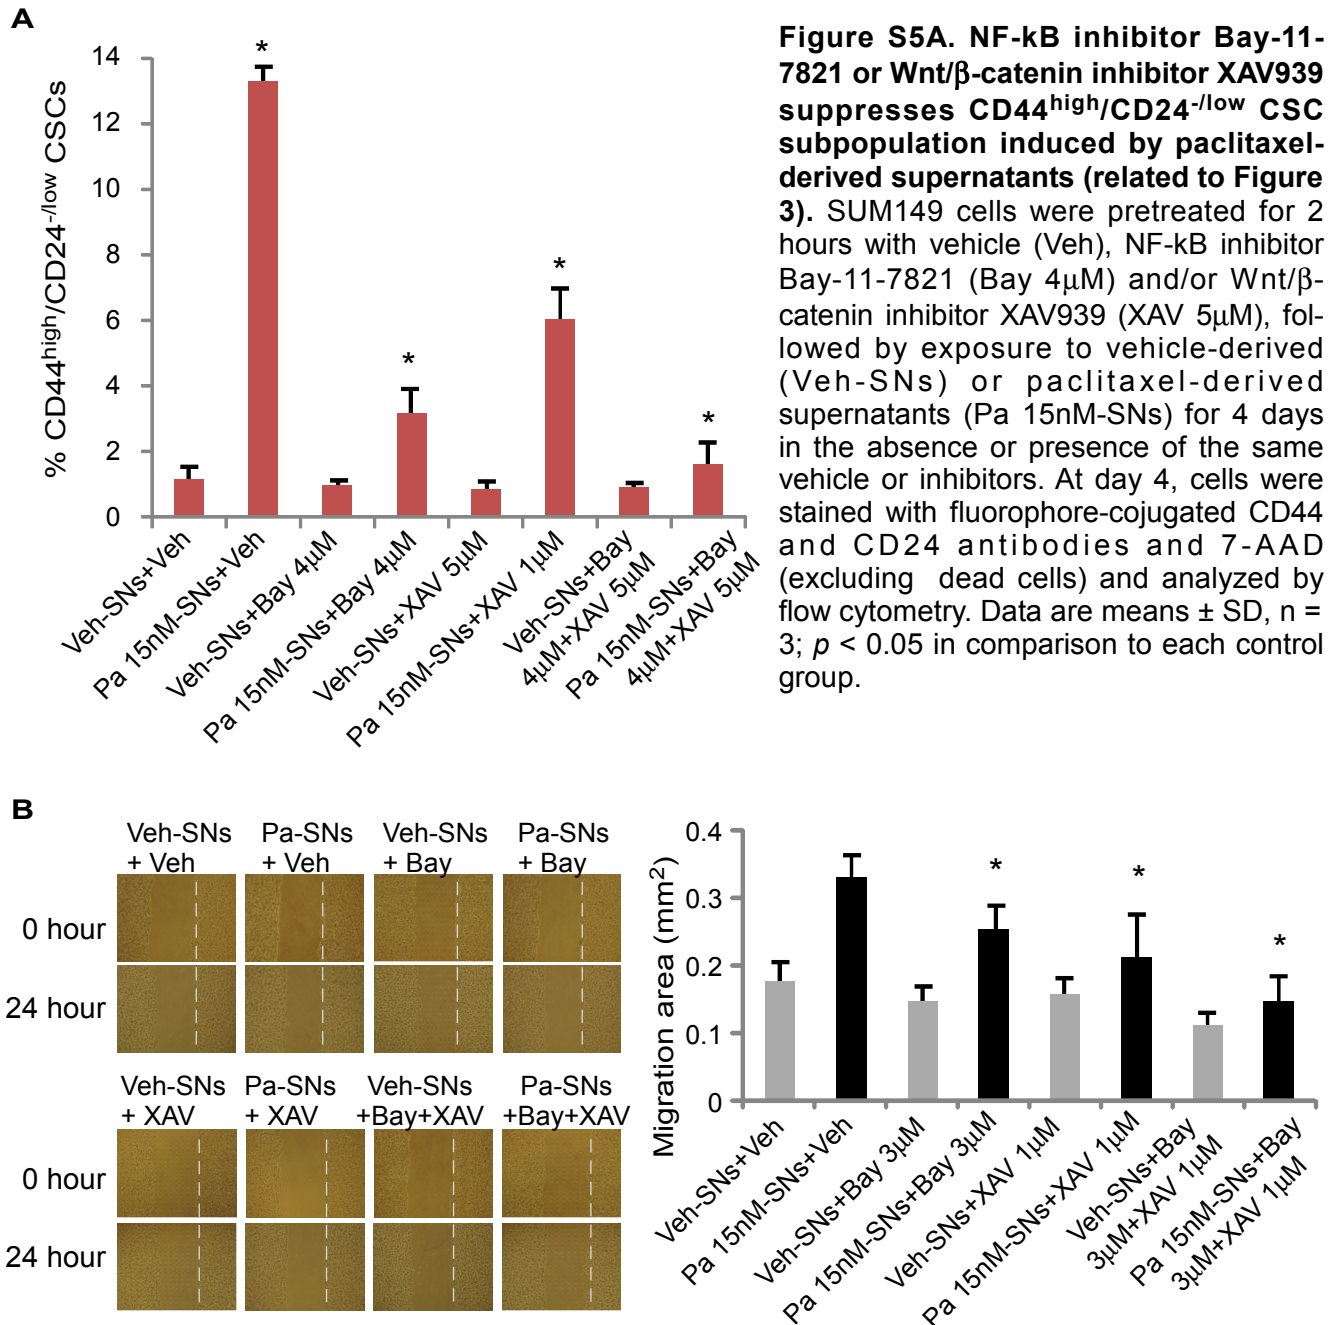 A
% CD44high/CD24-/low CSCs
14
12
10
8
6
4
2
0
*
*
*
*
Veh-SNs+Veh
Pa 15nM-SNs+Veh
Veh-SNs+Bay 4µM
Pa 15nM-SNs+Bay 4µM
Veh-SNs+XAV 5µM
Pa 15nM-SNs+XAV 1µM
Veh-SNs+Bay
4µM+XAV 5µM
Pa 15nM-SNs+Bay
4µM+XAV 5µM
Figure S5A. NF-kB inhibitor Bay-11-
7821 or Wnt/β-catenin inhibitor XAV939
suppresses CD44high/CD24-/low CSC
subpopulation induced by paclitaxel-
derived supernatants (related to Figure
3). SUM149 cells were pretreated for 2
hours with vehicle (Veh), NF-kB inhibitor
Bay-11-7821 (Bay 4µM) and/or Wnt/β-
catenin inhibitor XAV939 (XAV 5µM), fol-
lowed by exposure to vehicle-derived
(Veh-SNs) or paclitaxel-derived
supernatants (Pa 15nM-SNs) for 4 days
in the absence or presence of the same
vehicle or inhibitors. At day 4, cells were
stained with fluorophore-cojugated CD44
and CD24 antibodies and 7-AAD
(excluding dead cells) and analyzed by
flow cytometry. Data are means ± SD, n =
3; p < 0.05 in comparison to each control
group.
B
Veh-SNs
+ Veh
Pa-SNs
+ Veh
Veh-SNs
+ Bay
Pa-SNs
+ Bay
0 hour
24 hour
Veh-SNs
+ XAV
Pa-SNs
+ XAV
Veh-SNs
+Bay+XAV
Pa-SNs
+Bay+XAV
0 hour
24 hour
Migration area (mm2)
0.4
0.3
0.2
0.1
0
*
*
*
Veh-SNs+Veh
Pa 15nM-SNs+Veh
Veh-SNs+Bay 3µM
Pa 15nM-SNs+Bay 3µM
Veh-SNs+XAV 1µM
Pa 15nM-SNs+XAV 1µM
Veh-SNs+Bay
3µM+XAV 1µM
Pa 15nM-SNs+Bay
3µM+XAV 1µM